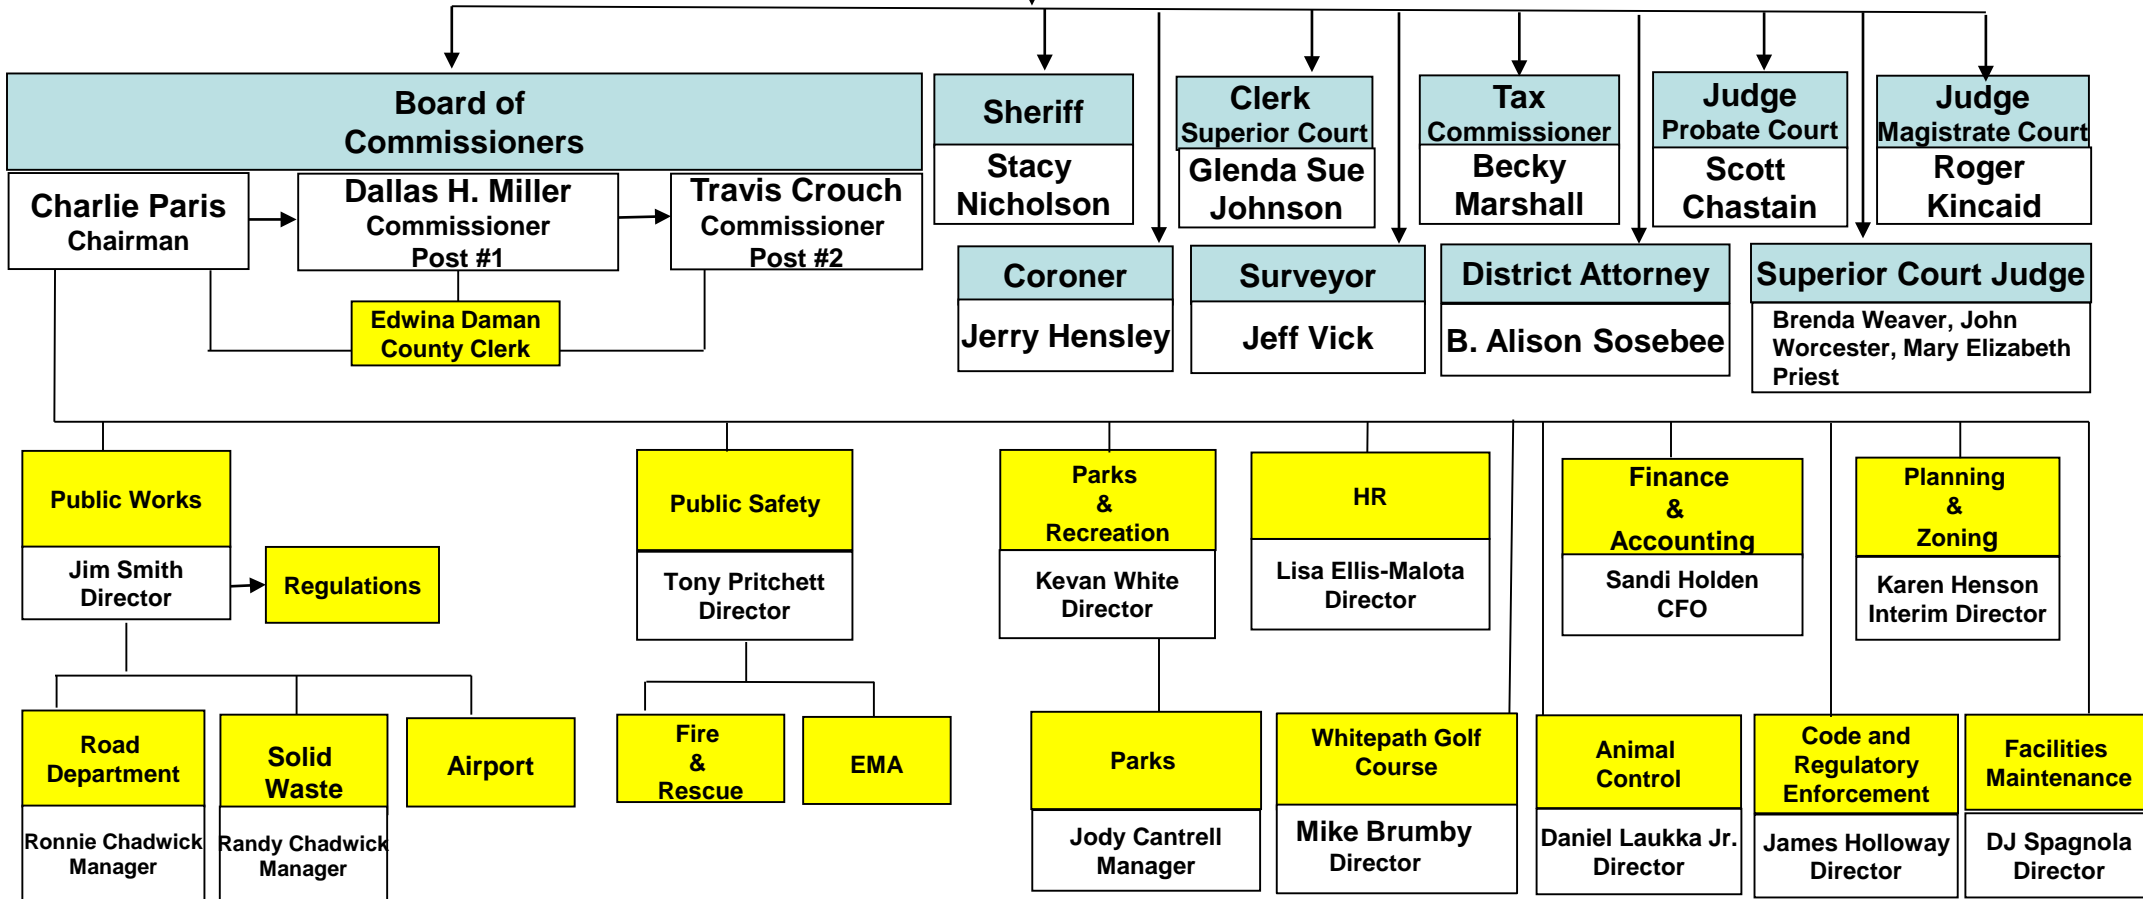 Board of
Commissioners
Charlie Paris
Chairman
Dallas H. Miller
Commissioner
Post #1
Travis Crouch
Commissioner
Post #2
Edwina Daman
County Clerk
Sheriff
Stacy
Nicholson
Clerk
Superior Court
Glenda Sue
Johnson
Tax
Commissioner
Becky
Marshall
Judge
Probate Court
Scott
Chastain
Judge
Magistrate Court
Roger
Kincaid
Coroner
Jerry Hensley
Surveyor
Jeff Vick
District Attorney
B. Alison Sosebee
Superior Court Judge
Brenda Weaver, John
Worcester, Mary Elizabeth
Priest
Public Works
Jim Smith
Director
Regulations
Public Safety
Tony Pritchett
Director
Parks
&
Recreation
Kevan White
Director
HR
Lisa Ellis-Malota
Director
Finance
&
Accounting
Sandi Holden
CFO
Planning
&
Zoning
Karen Henson
Interim Director
Road
Department
Ronnie Chadwick
Manager
Solid
Waste
Randy Chadwick
Manager
Airport
Fire
&
Rescue
EMA
Parks
Jody Cantrell
Manager
Whitepath Golf
Course
Mike Brumby
Director
Animal
Control
Daniel Laukka Jr.
Director
Code and
Regulatory
Enforcement
James Holloway
Director
Facilities
Maintenance
DJ Spagnola
Director